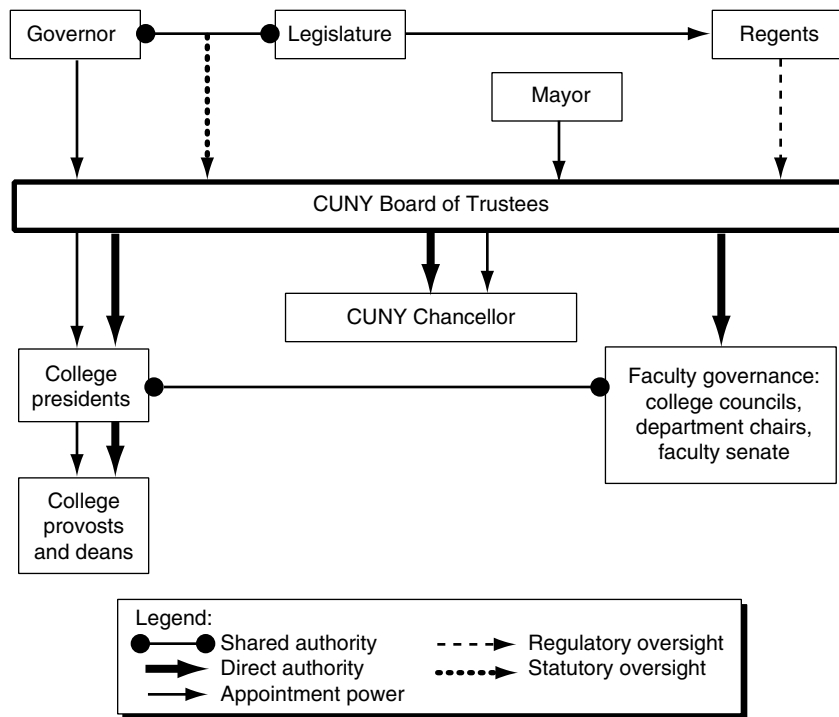 Governor
Legislature
Regents
Mayor
CUNY Board of Trustees
CUNY Chancellor
College
presidents
Faculty governance:
college councils,
department chairs,
faculty senate
College
provosts
and deans
Legend:
Shared authority
Direct authority
Appointment power
Regulatory oversight
Statutory oversight